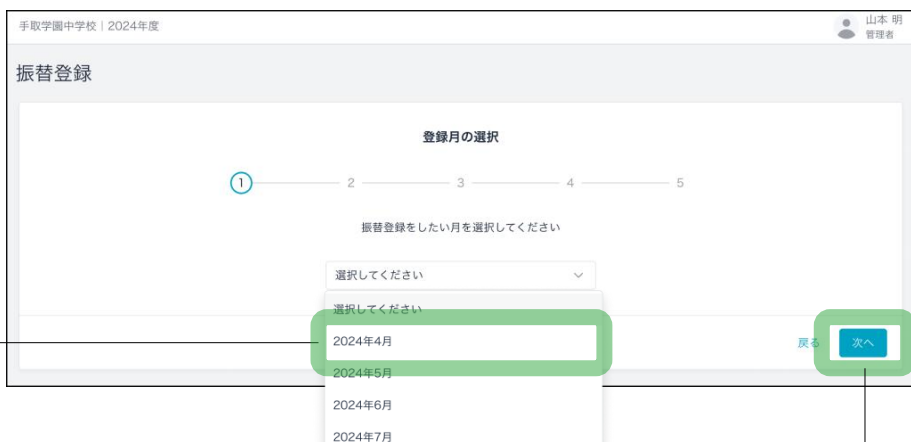 手取学園中学校 | 2024年度
山本 明
管理者
振替登録
登録月の選択
1 2 3 4 5
振替登録をしたい月を選択してください
選択してください
選択してください
2024年4月
戻る 次へ
2024年5月
2024年6月
2024年7月